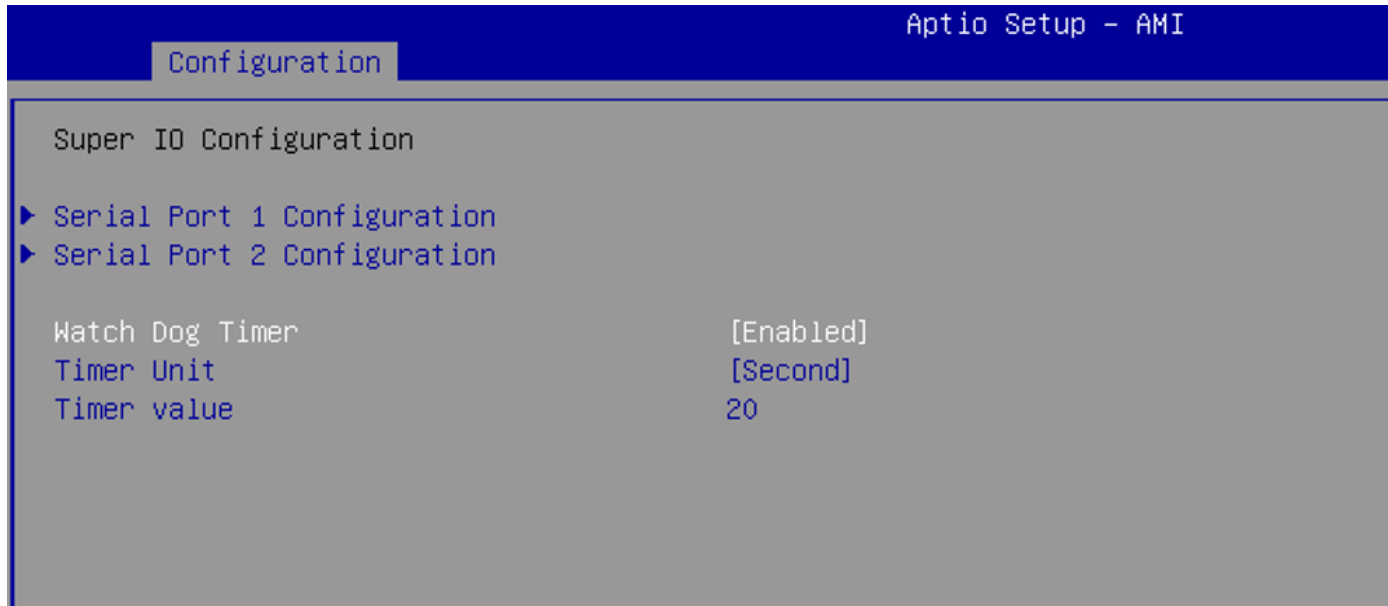 Aptio Setup – AMI
Configuration
Super IO Configuration
Serial Port 1 Configuration
Serial Port 2 Configuration
Watch Dog Timer [Enabled]
Timer Unit [Second]
Timer value 20